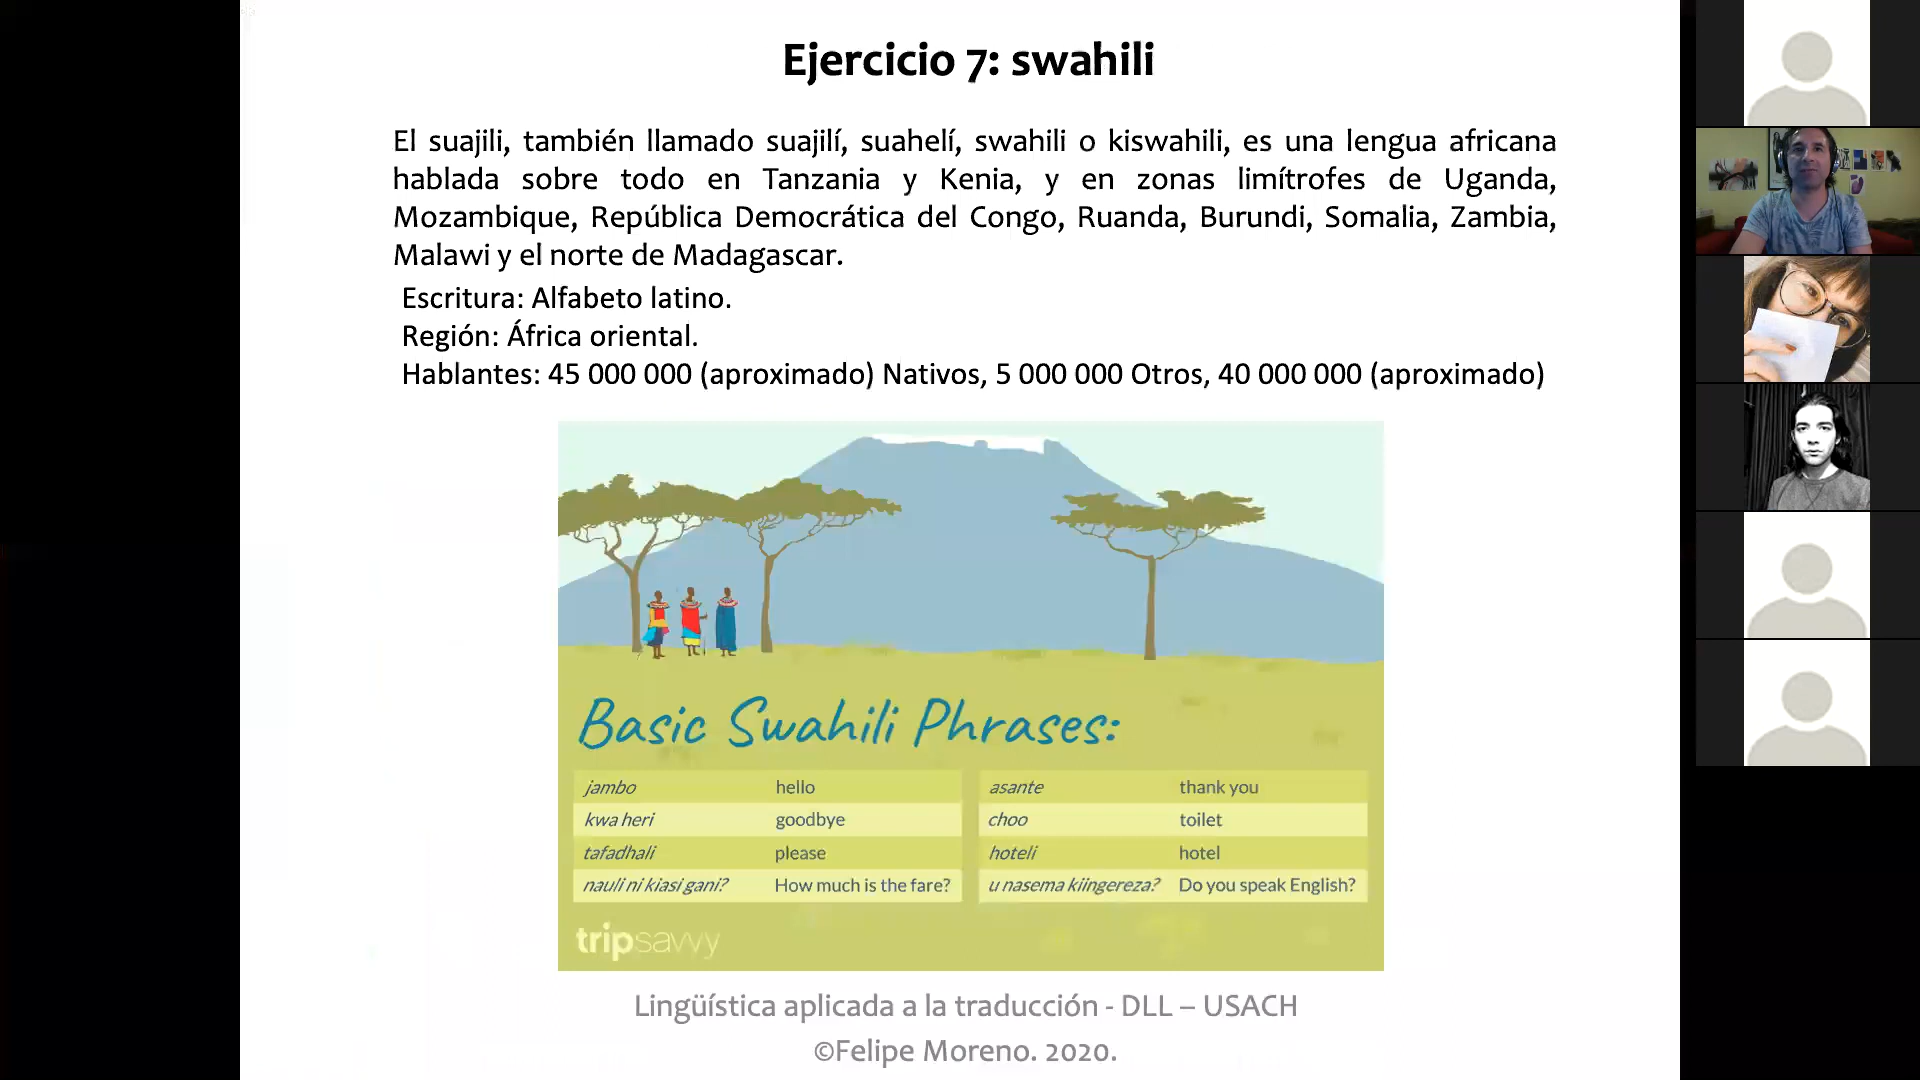 Ejercicio 7: swahili
El suajili, también llamado suajilí, suahelí, swahili o kiswahili, es una lengua africana
hablada sobre todo en Tanzania y Kenia, y en zonas limítrofes de Uganda,
Mozambique, República Democrática del Congo, Ruanda, Burundi, Somalia, Zambia,
Malawi y el norte de Madagascar.
Escritura: Alfabeto latino.
Región: África oriental.
Hablantes: 45 000 000 (aproximado) Nativos, 5 000 000 Otros, 40 000 000 (aproximado)
Basic Swahili Phrases:
jambo hello
kwa heri goodbye
tafadhali please
nauli ni kiasi gani? How much is the fare?
asante thank you
choo toilet
hoteli hotel
u nasema kiingereza? Do you speak English?
tripsavvy
Lingüística aplicada a la traducción - DLL – USACH
©Felipe Moreno. 2020.